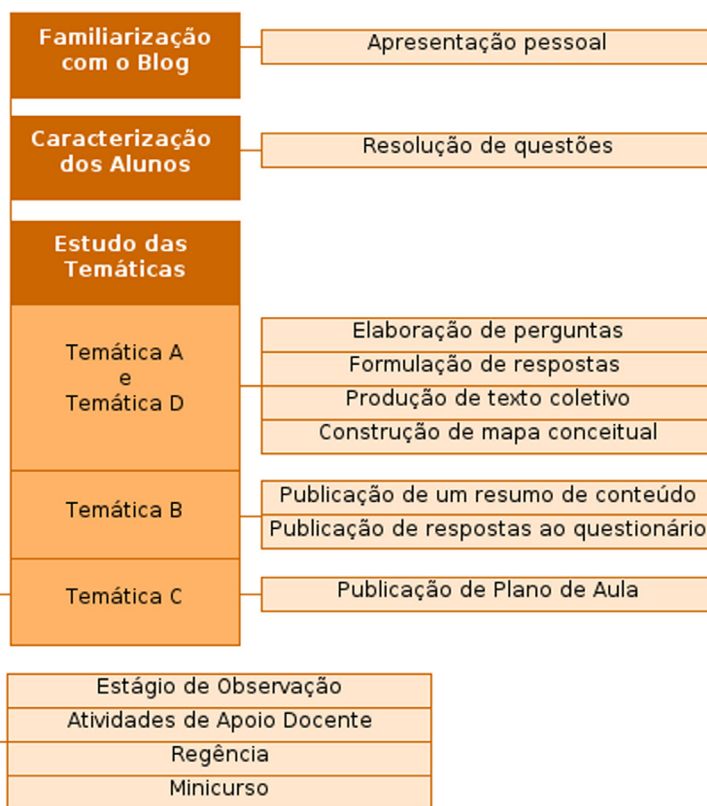 Familiarização
com o Blog
Apresentação pessoal
Caracterização
dos Alunos
Resolução de questões
Estudo das
Temáticas
Temática A
e
Temática D
Elaboração de perguntas
Formulação de respostas
Produção de texto coletivo
Construção de mapa conceitual
Temática B
Publicação de um resumo de conteúdo
Publicação de respostas ao questionário
Temática C
Publicação de Plano de Aula
Estágio de Observação
Atividades de Apoio Docente
Regência
Minicurso